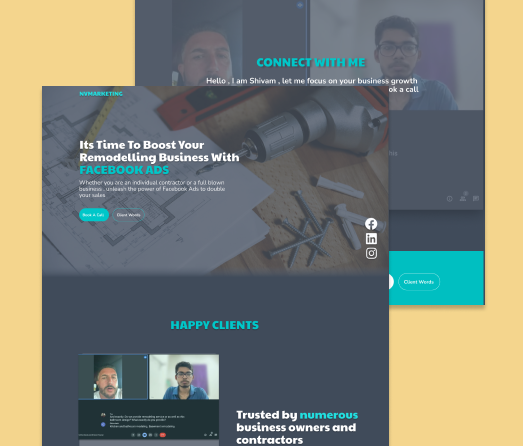 CONNECT WITH ME
Hello , I am Shivam , let me focus on your business growth
ok a call
NVMARKETING
Its Time To Boost Your
Remodelling Business With
FACEBOOK ADS
Whether you are an individual contractor or a full blown
business , unleash the power of Facebook Ads to double
your sales
Book A Call
Client Words
Client Words
HAPPY CLIENTS
Trusted by numerous
business owners and
contractors